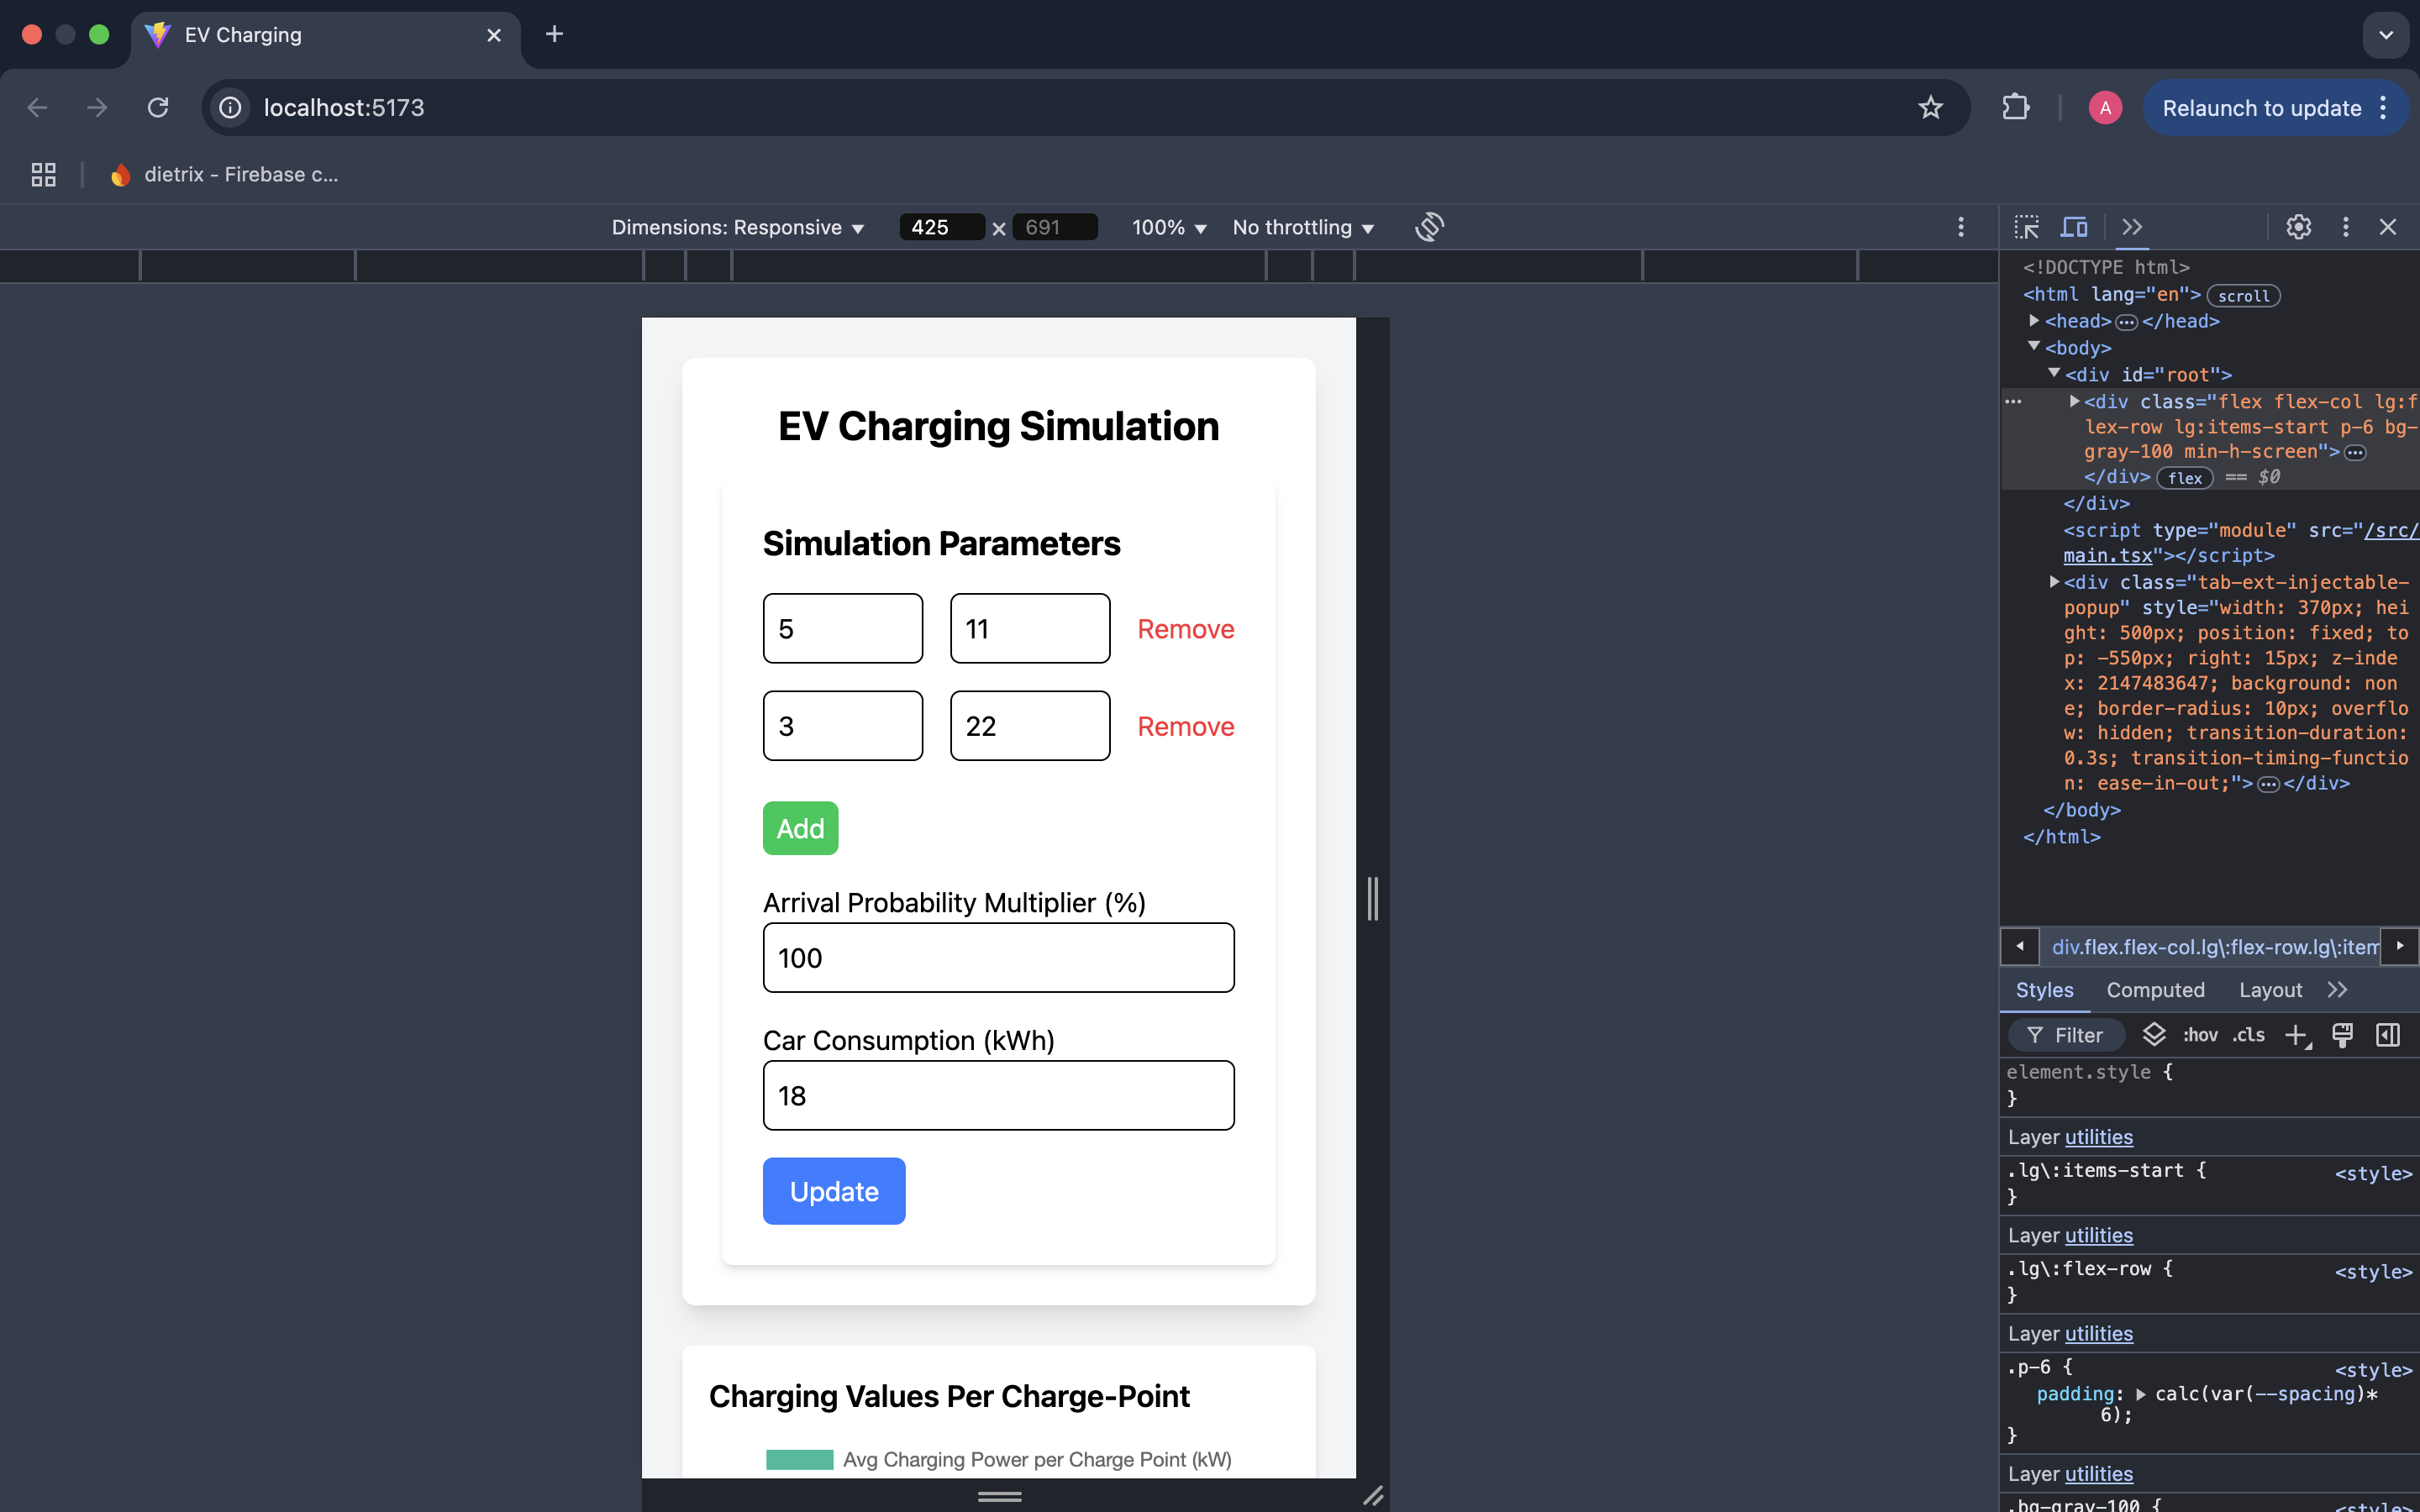 EV Charging
localhost:5173
A
Relaunch to update
dietrix - Firebase c...
Dimensions: Responsive
425 × 691
100%
No throttling
EV Charging Simulation
Simulation Parameters
5 11 Remove
3 22 Remove
Add
Arrival Probability Multiplier (%)
100
Car Consumption (kWh)
18
Update
Charging Values Per Charge-Point
Avg Charging Power per Charge Point (kW)
<!DOCTYPE html>
<html lang="en"> scroll
<head> ... </head>
<body>
<div id="root">
... <div class="flex flex-col lg:f
lex-row lg:items-start p-6 bg-
gray-100 min-h-screen"> ...
</div> flex == $0
</div>
<script type="module" src="/src/
main.tsx"></script>
<div class="tab-ext-injectable-
popup" style="width: 370px; hei
ght: 500px; position: fixed; to
p: -550px; right: 15px; z-inde
x: 2147483647; background: non
e; border-radius: 10px; overflo
w: hidden; transition-duration:
0.3s; transition-timing-functio
n: ease-in-out;"> ... </div>
</body>
</html>
div.flex.flex-col.lg\:flex-row.lg\:item
Styles Computed Layout
Filter :hov .cls
element.style {
}
Layer utilities
.lg\:items-start { <style>
}
Layer utilities
.lg\:flex-row { <style>
}
Layer utilities
.p-6 { <style>
padding: calc(var(--spacing)*
6);
}
Layer utilities
.bg-gray-100 { <style>